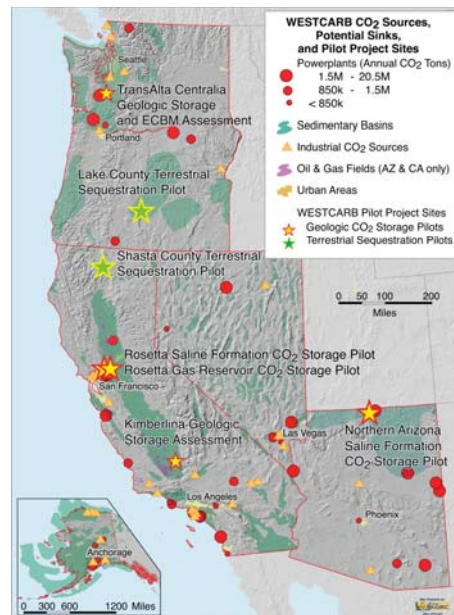 WESTCARB CO2 Sources,
Potential Sinks,
and Pilot Project Sites
Powerplants (Annual CO2 Tons)
1.5M - 20.5M
850k - 1.5M
< 850k
Sedimentary Basins
Industrial CO2 Sources
Oil & Gas Fields (AZ & CA only)
Urban Areas
WESTCARB Pilot Project Sites
Geologic CO2 Storage Pilots
Terrestrial Sequestration Pilots
Seattle
TransAlta Centralia
Geologic Storage
and ECBM Assessment
Portland
Lake County Terrestrial
Sequestration Pilot
Shasta County Terrestrial
Sequestration Pilot
0 50 100 200
Miles
Rosetta Saline Formation CO2 Storage Pilot
Rosetta Gas Reservoir CO2 Storage Pilot
San Francisco
Kimberlina Geologic
Storage Assessment
Las Vegas
Northern Arizona
Saline Formation
CO2 Storage Pilot
Los Angeles
Phoenix
Anchorage
0 300 600 1200 Miles